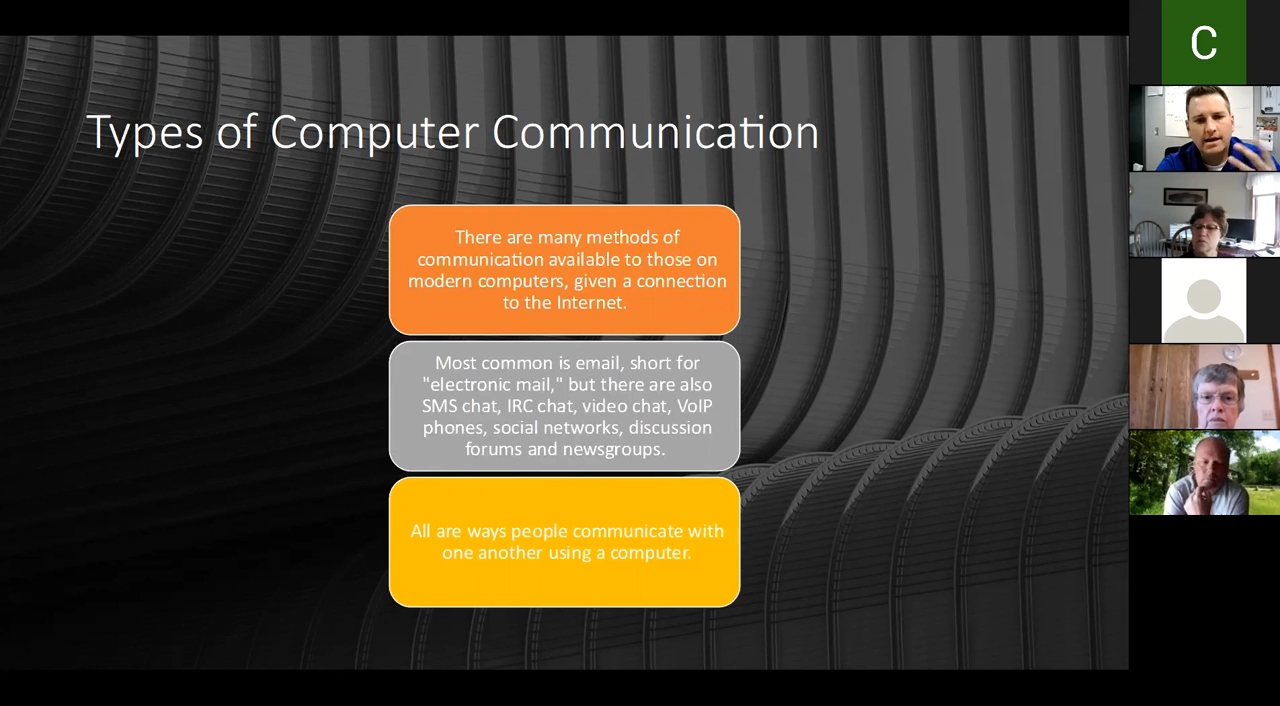 Types of Computer Communication
There are many methods of
communication available to those on
modern computers, given a connection
to the Internet.
Most common is email, short for
"electronic mail," but there are also
SMS chat, IRC chat, video chat, VoIP
phones, social networks, discussion
forums and newsgroups.
All are ways people communicate with
one another using a computer.
C